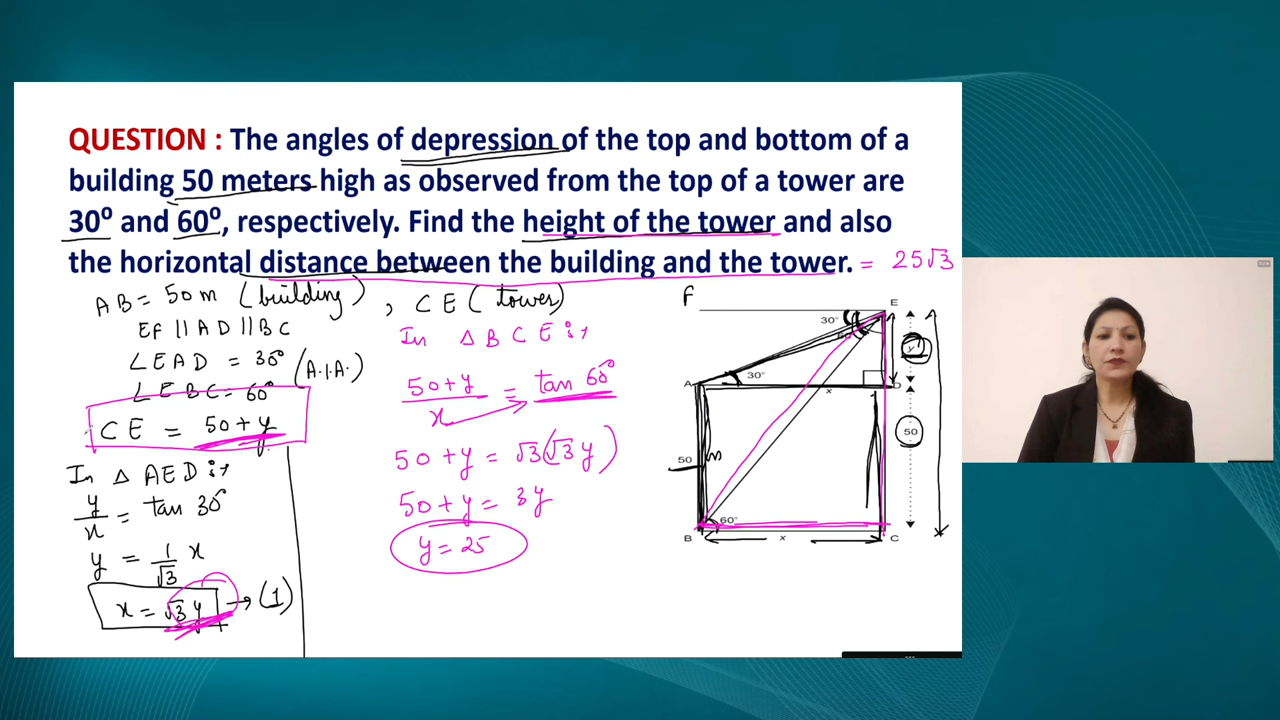 QUESTION : The angles of depression of the top and bottom of a
building 50 meters high as observed from the top of a tower are
30⁰ and 60⁰, respectively. Find the height of the tower and also
the horizontal distance between the building and the tower. = 25√3
AB = 50m (building) , CE (tower)
EF || AD || BC
∠EAD = 30° (A.I.A.)
∠EBC = 60°
CE = 50+y
In △ AED :→
y/x = tan 30°
y = 1/√3 x
x = √3 y → (1)
In △ BCE :→
50+y/x = tan 60°
50+y = √3(√3 y)
50+y = 3y
y = 25
F
E
30°
60°
A
30°
D
x
y
50
50 m
60°
B
x
C